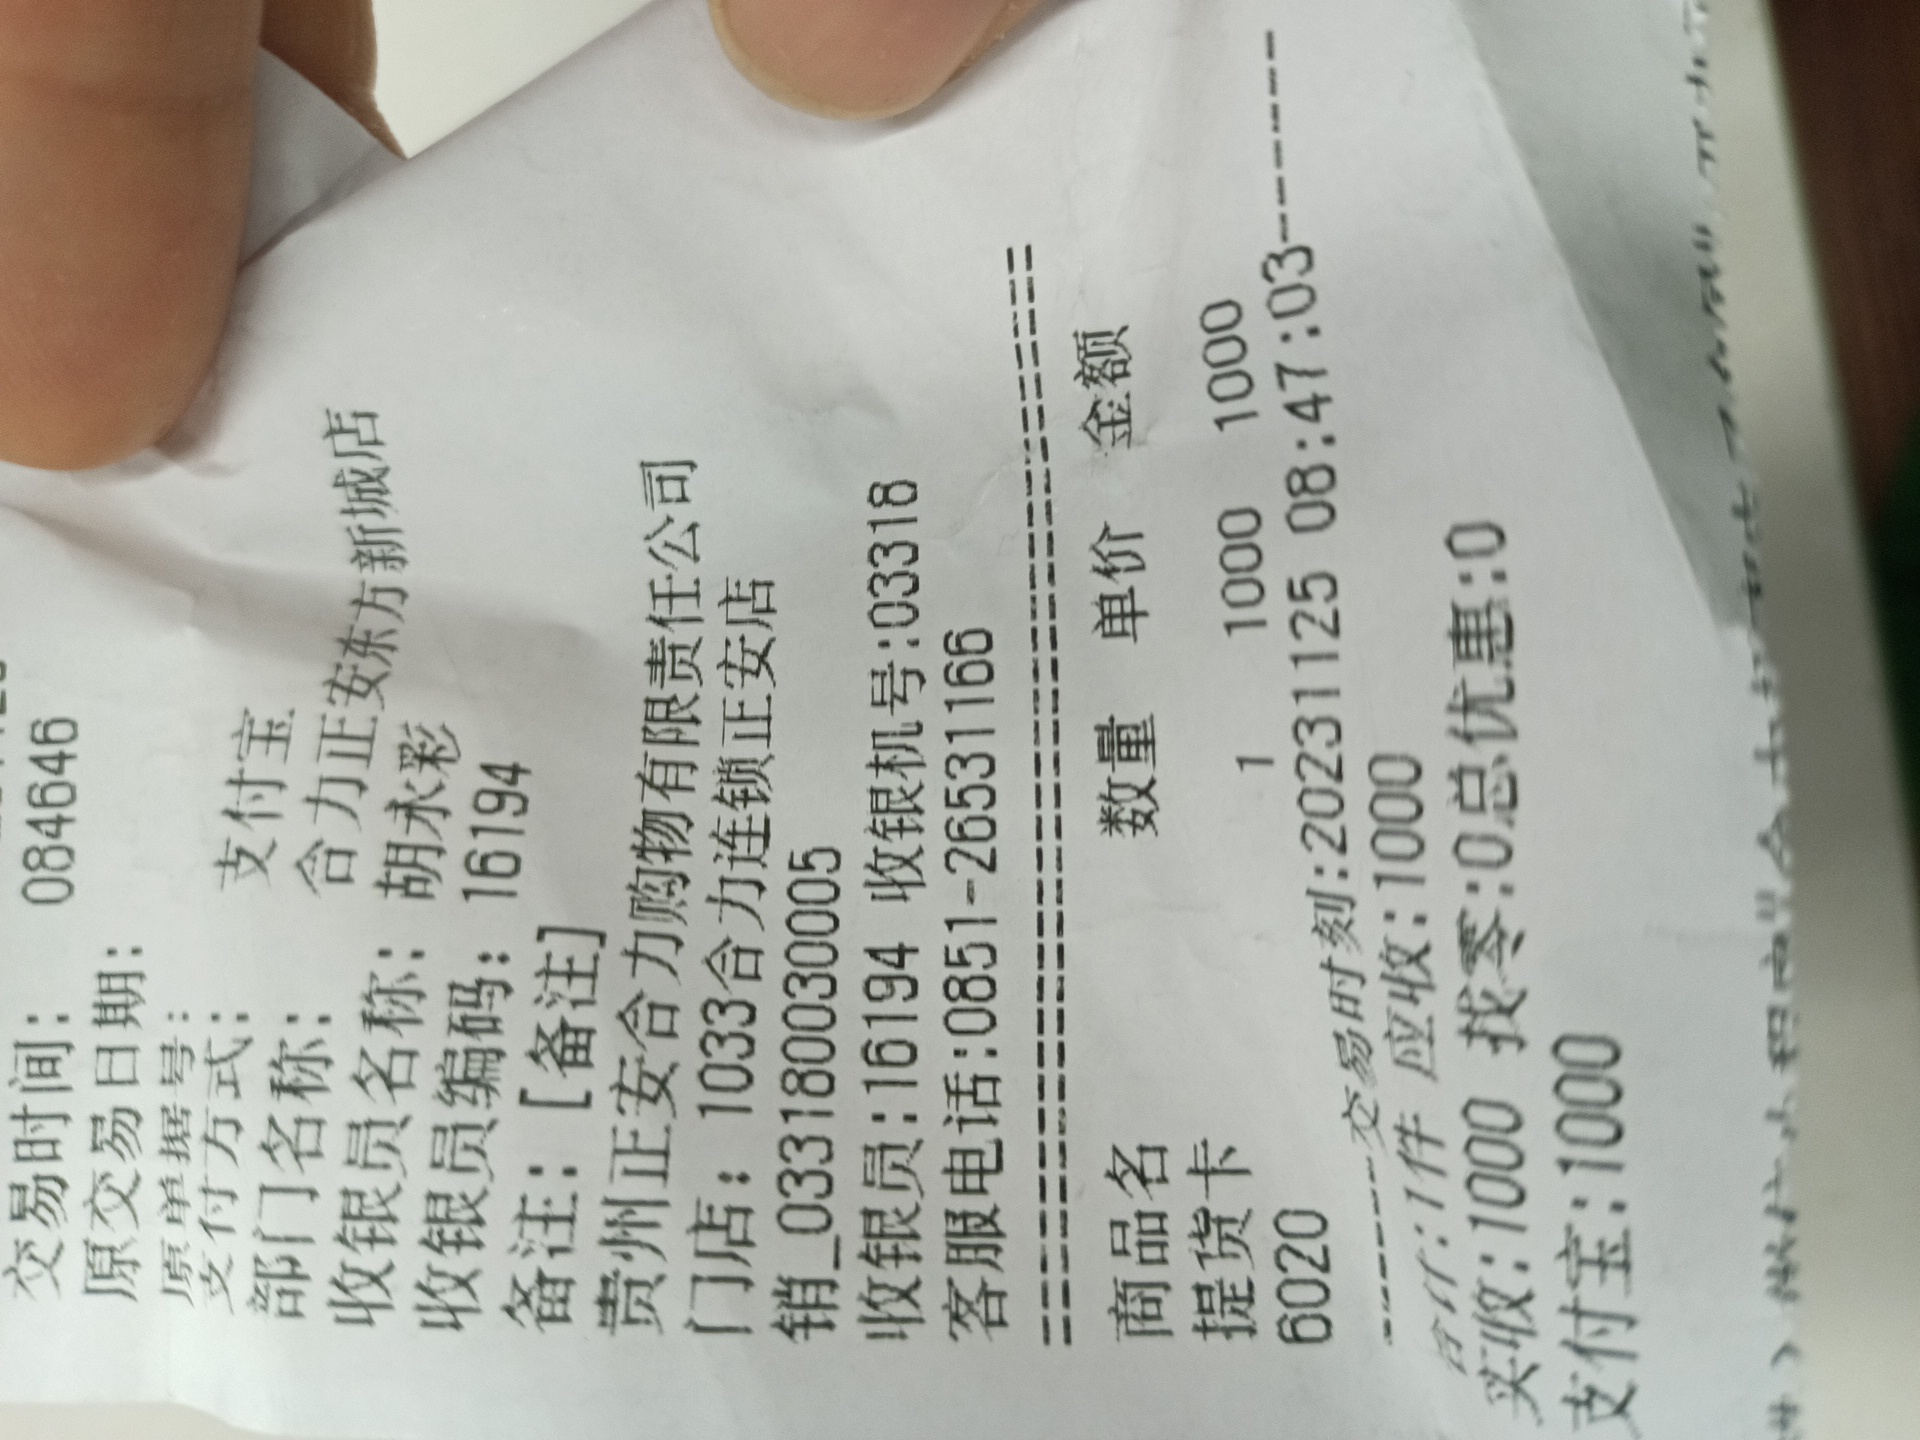 交易时间： 084646
原交易日期：
原单据号：
支付方式： 支付宝
部门名称： 合力正安东方新城店
收银员名称： 胡永彩
收银员编码： 16194
备注： [备注]
贵州正安合力购物有限责任公司
门店： 1033合力连锁正安店
销_033180030005
收银员:16194 收银机号:03318
客服电话:0851-26531166
==========================================
商品名 数量 单价 金额
提货卡 1 1000 1000
6020
------交易时刻:20231125 08:47:03------
合计:1件 应收:1000
实收:1000 找零:0总优惠:0
支付宝:1000